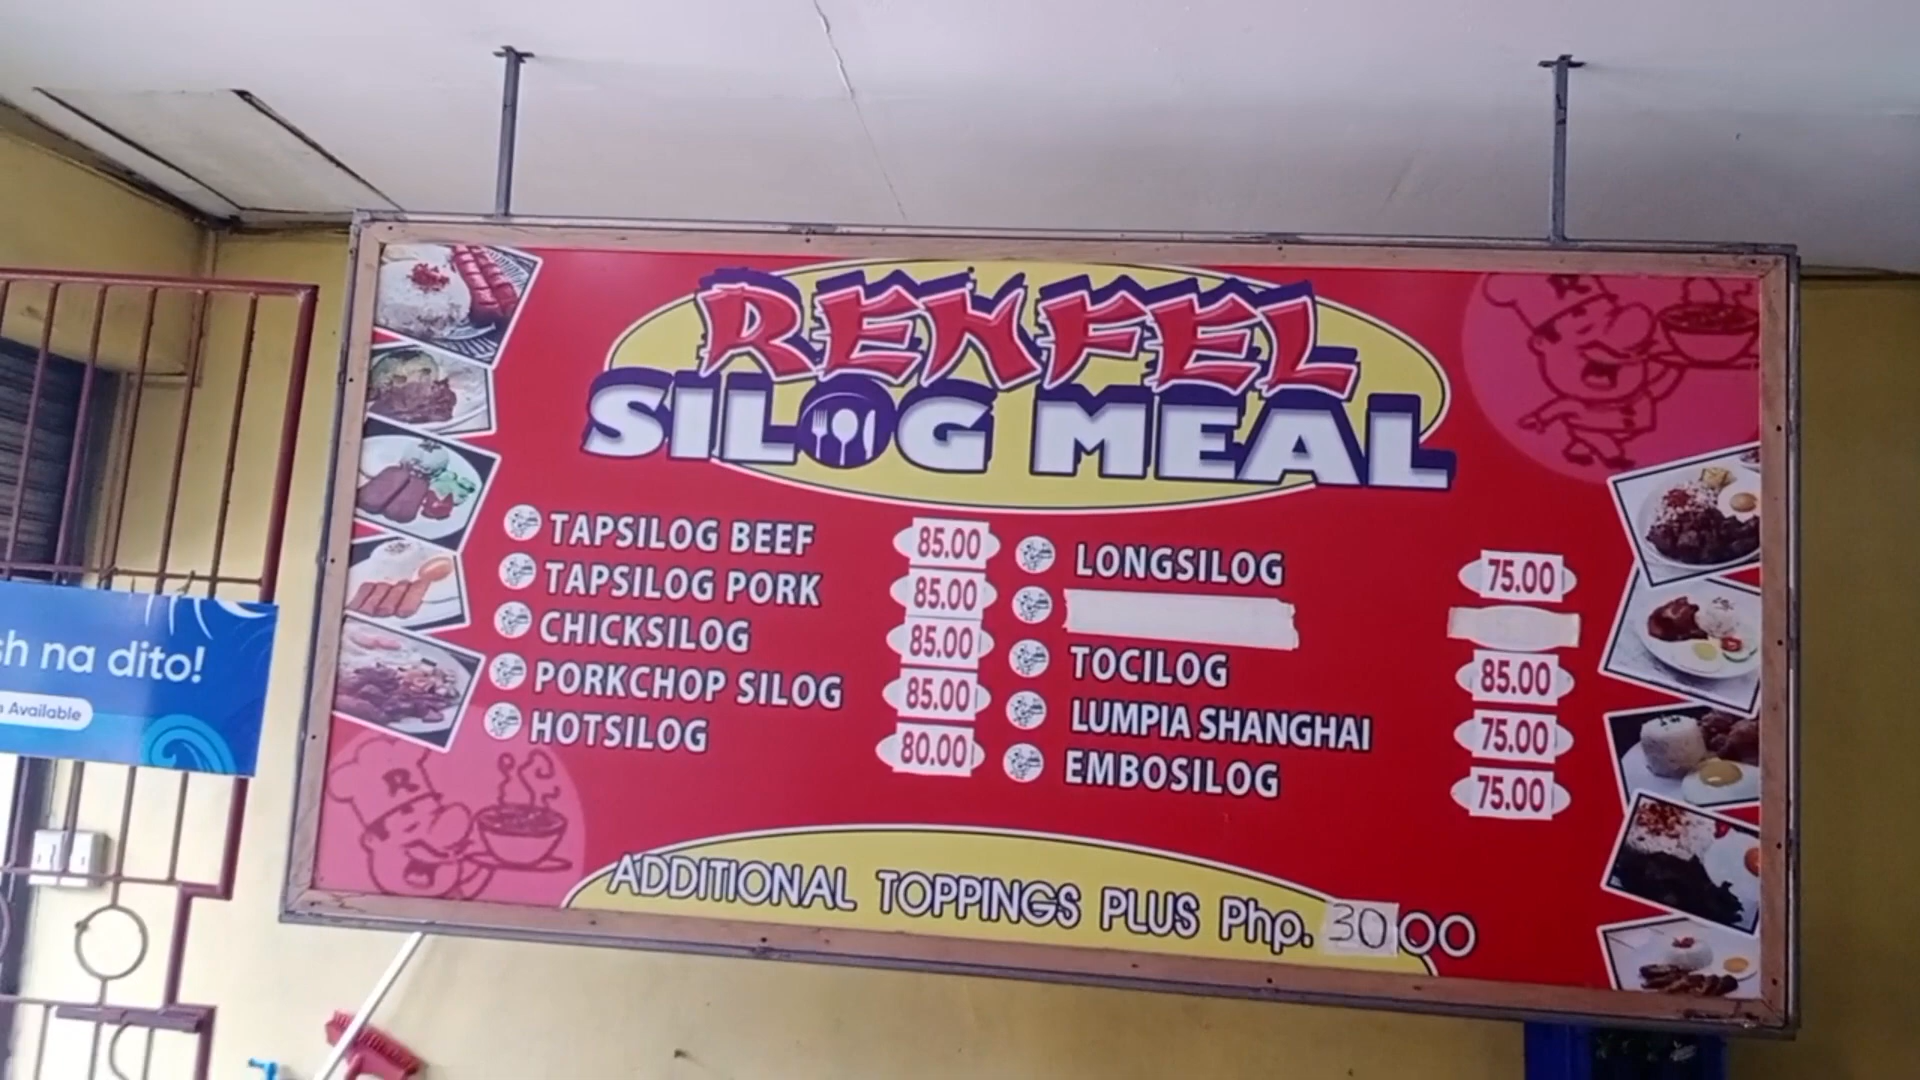 RENFEL
SILOG MEAL
TAPSILOG BEEF 85.00
TAPSILOG PORK 85.00
CHICKSILOG 85.00
PORKCHOP SILOG 85.00
HOTSILOG 80.00
LONGSILOG 75.00
TOCILOG 85.00
LUMPIA SHANGHAI 75.00
EMBOSILOG 75.00
ADDITIONAL TOPPINGS PLUS Php. 30.00
na dito!
Available
R
R